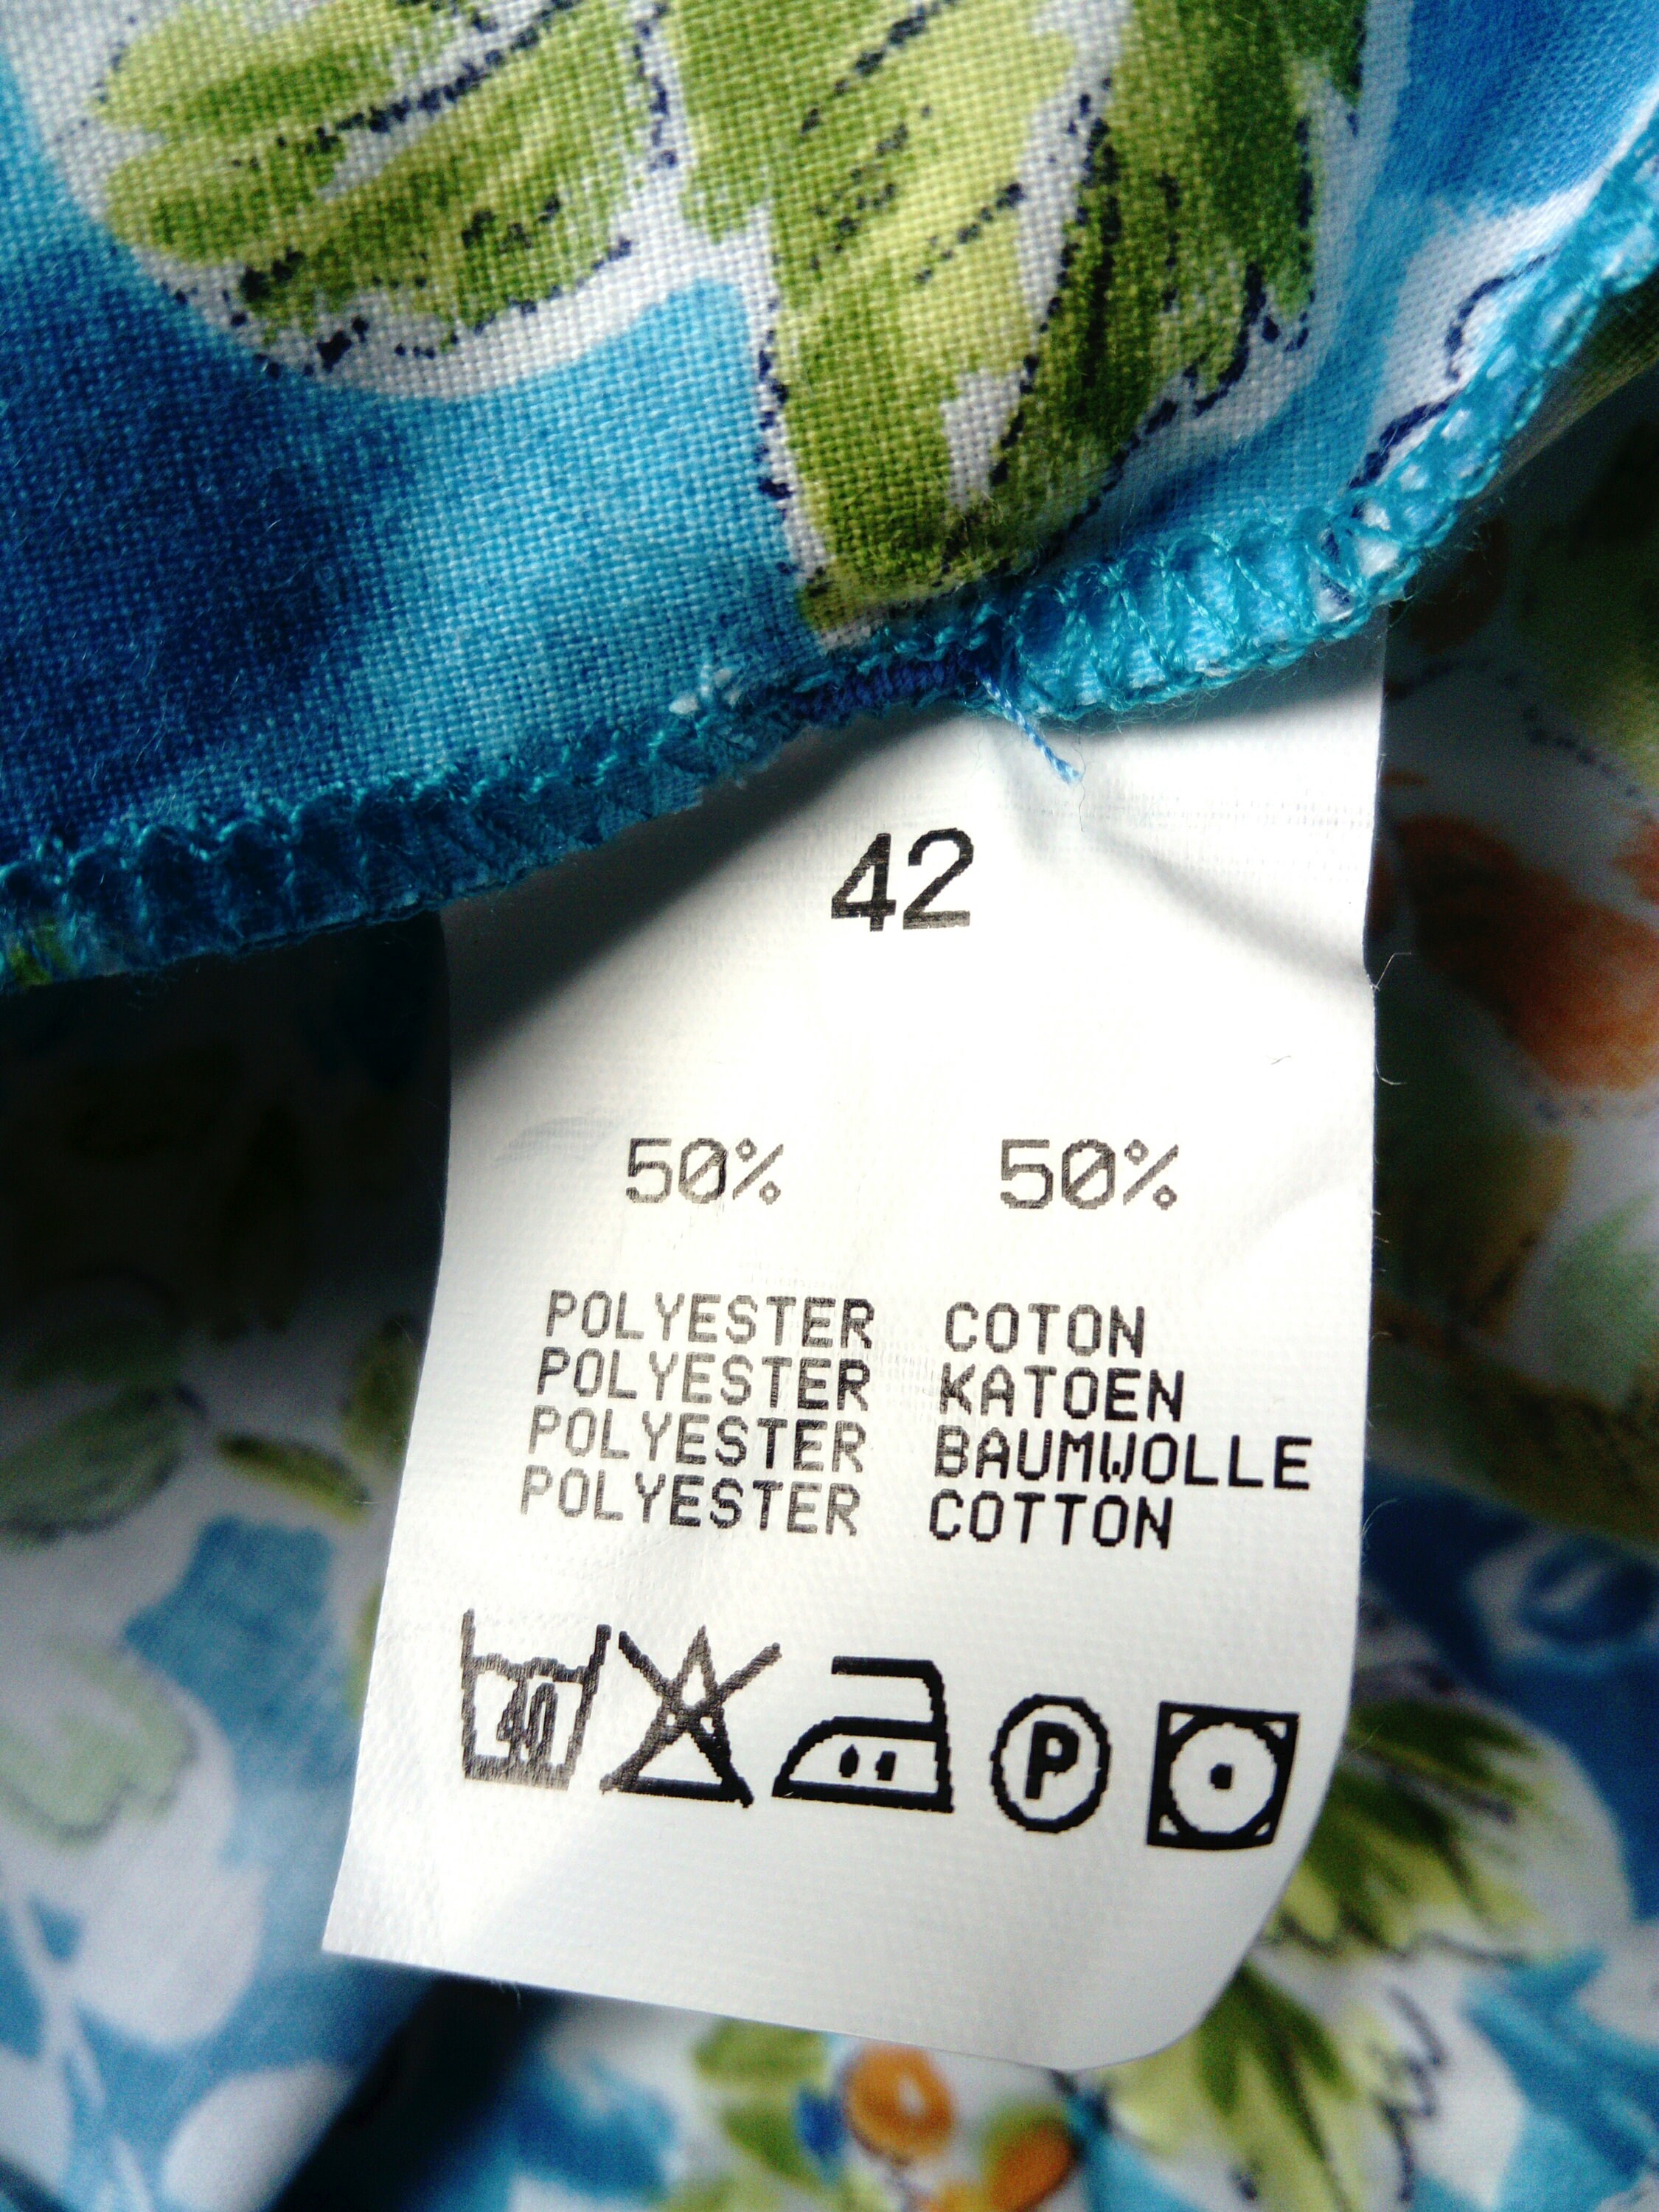 42
50% 50%
POLYESTER COTON
POLYESTER KATOEN
POLYESTER BAUMWOLLE
POLYESTER COTTON
40 P